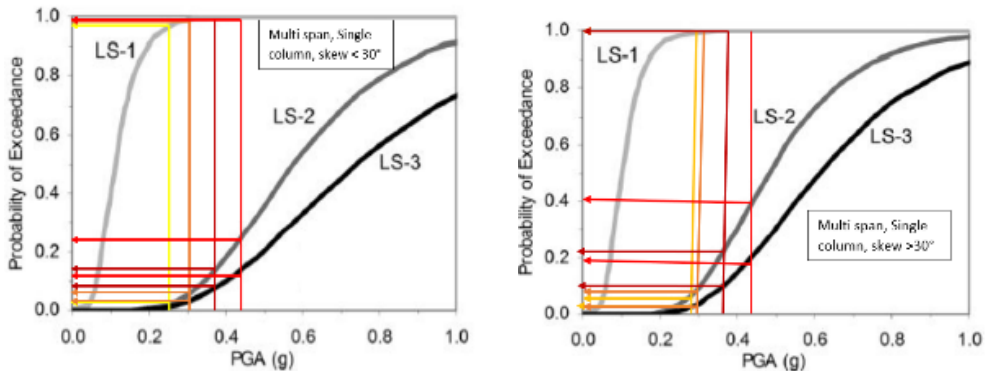 Probability of Exceedance
1.0
0.8
0.6
0.4
0.2
0.0
LS-1
Multi span, Single
column, skew < 30°
LS-2
LS-3
0.0 0.2 0.4 0.6 0.8 1.0
PGA (g)
Probability of Exceedance
1.0
0.8
0.6
0.4
0.2
0.0
LS-1
LS-2
LS-3
Multi span, Single
column, skew >30°
0.0 0.2 0.4 0.6 0.8 1.0
PGA (g)